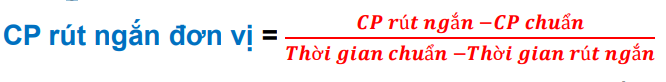 CP rút ngắn đơn vị = CP rút ngắn −CP chuẩn
Thời gian chuẩn −Thời gian rút ngắn